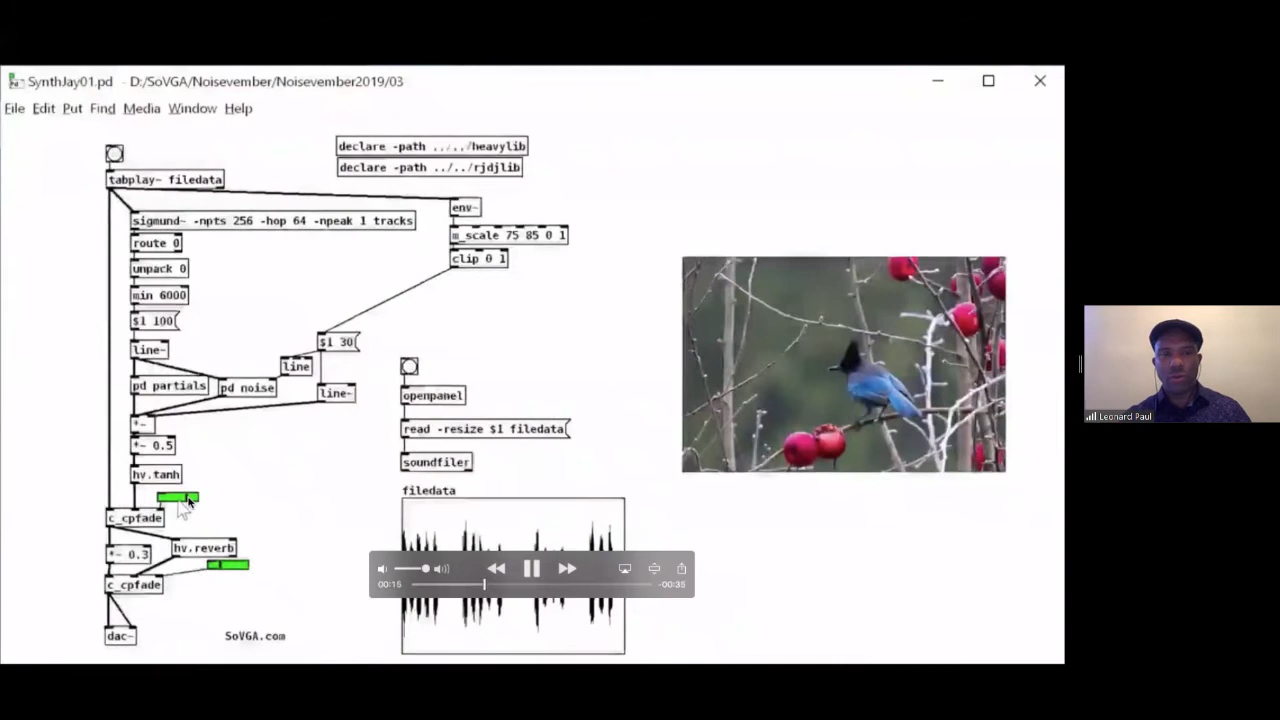 SynthJay01.pd - D:/SoVGA/Noisevember/Noisevember2019/03
File Edit Put Find Media Window Help
declare -path ../../heavylib
declare -path ../../rjdjlib
tabplay~ filedata
env~
sigmund~ -npts 256 -hop 64 -npeak 1 tracks
m_scale 75 85 0 1
route 0
clip 0 1
unpack 0
min 6000
$1 100
$1 30
line~
line
pd partials
pd noise
line~
openpanel
*~
read -resize $1 filedata
*~ 0.5
soundfiler
hv.tanh
filedata
c_cpfade
hv.reverb
*~ 0.3
c_cpfade
00:15
-00:35
dac~
SoVGA.com
Leonard Paul